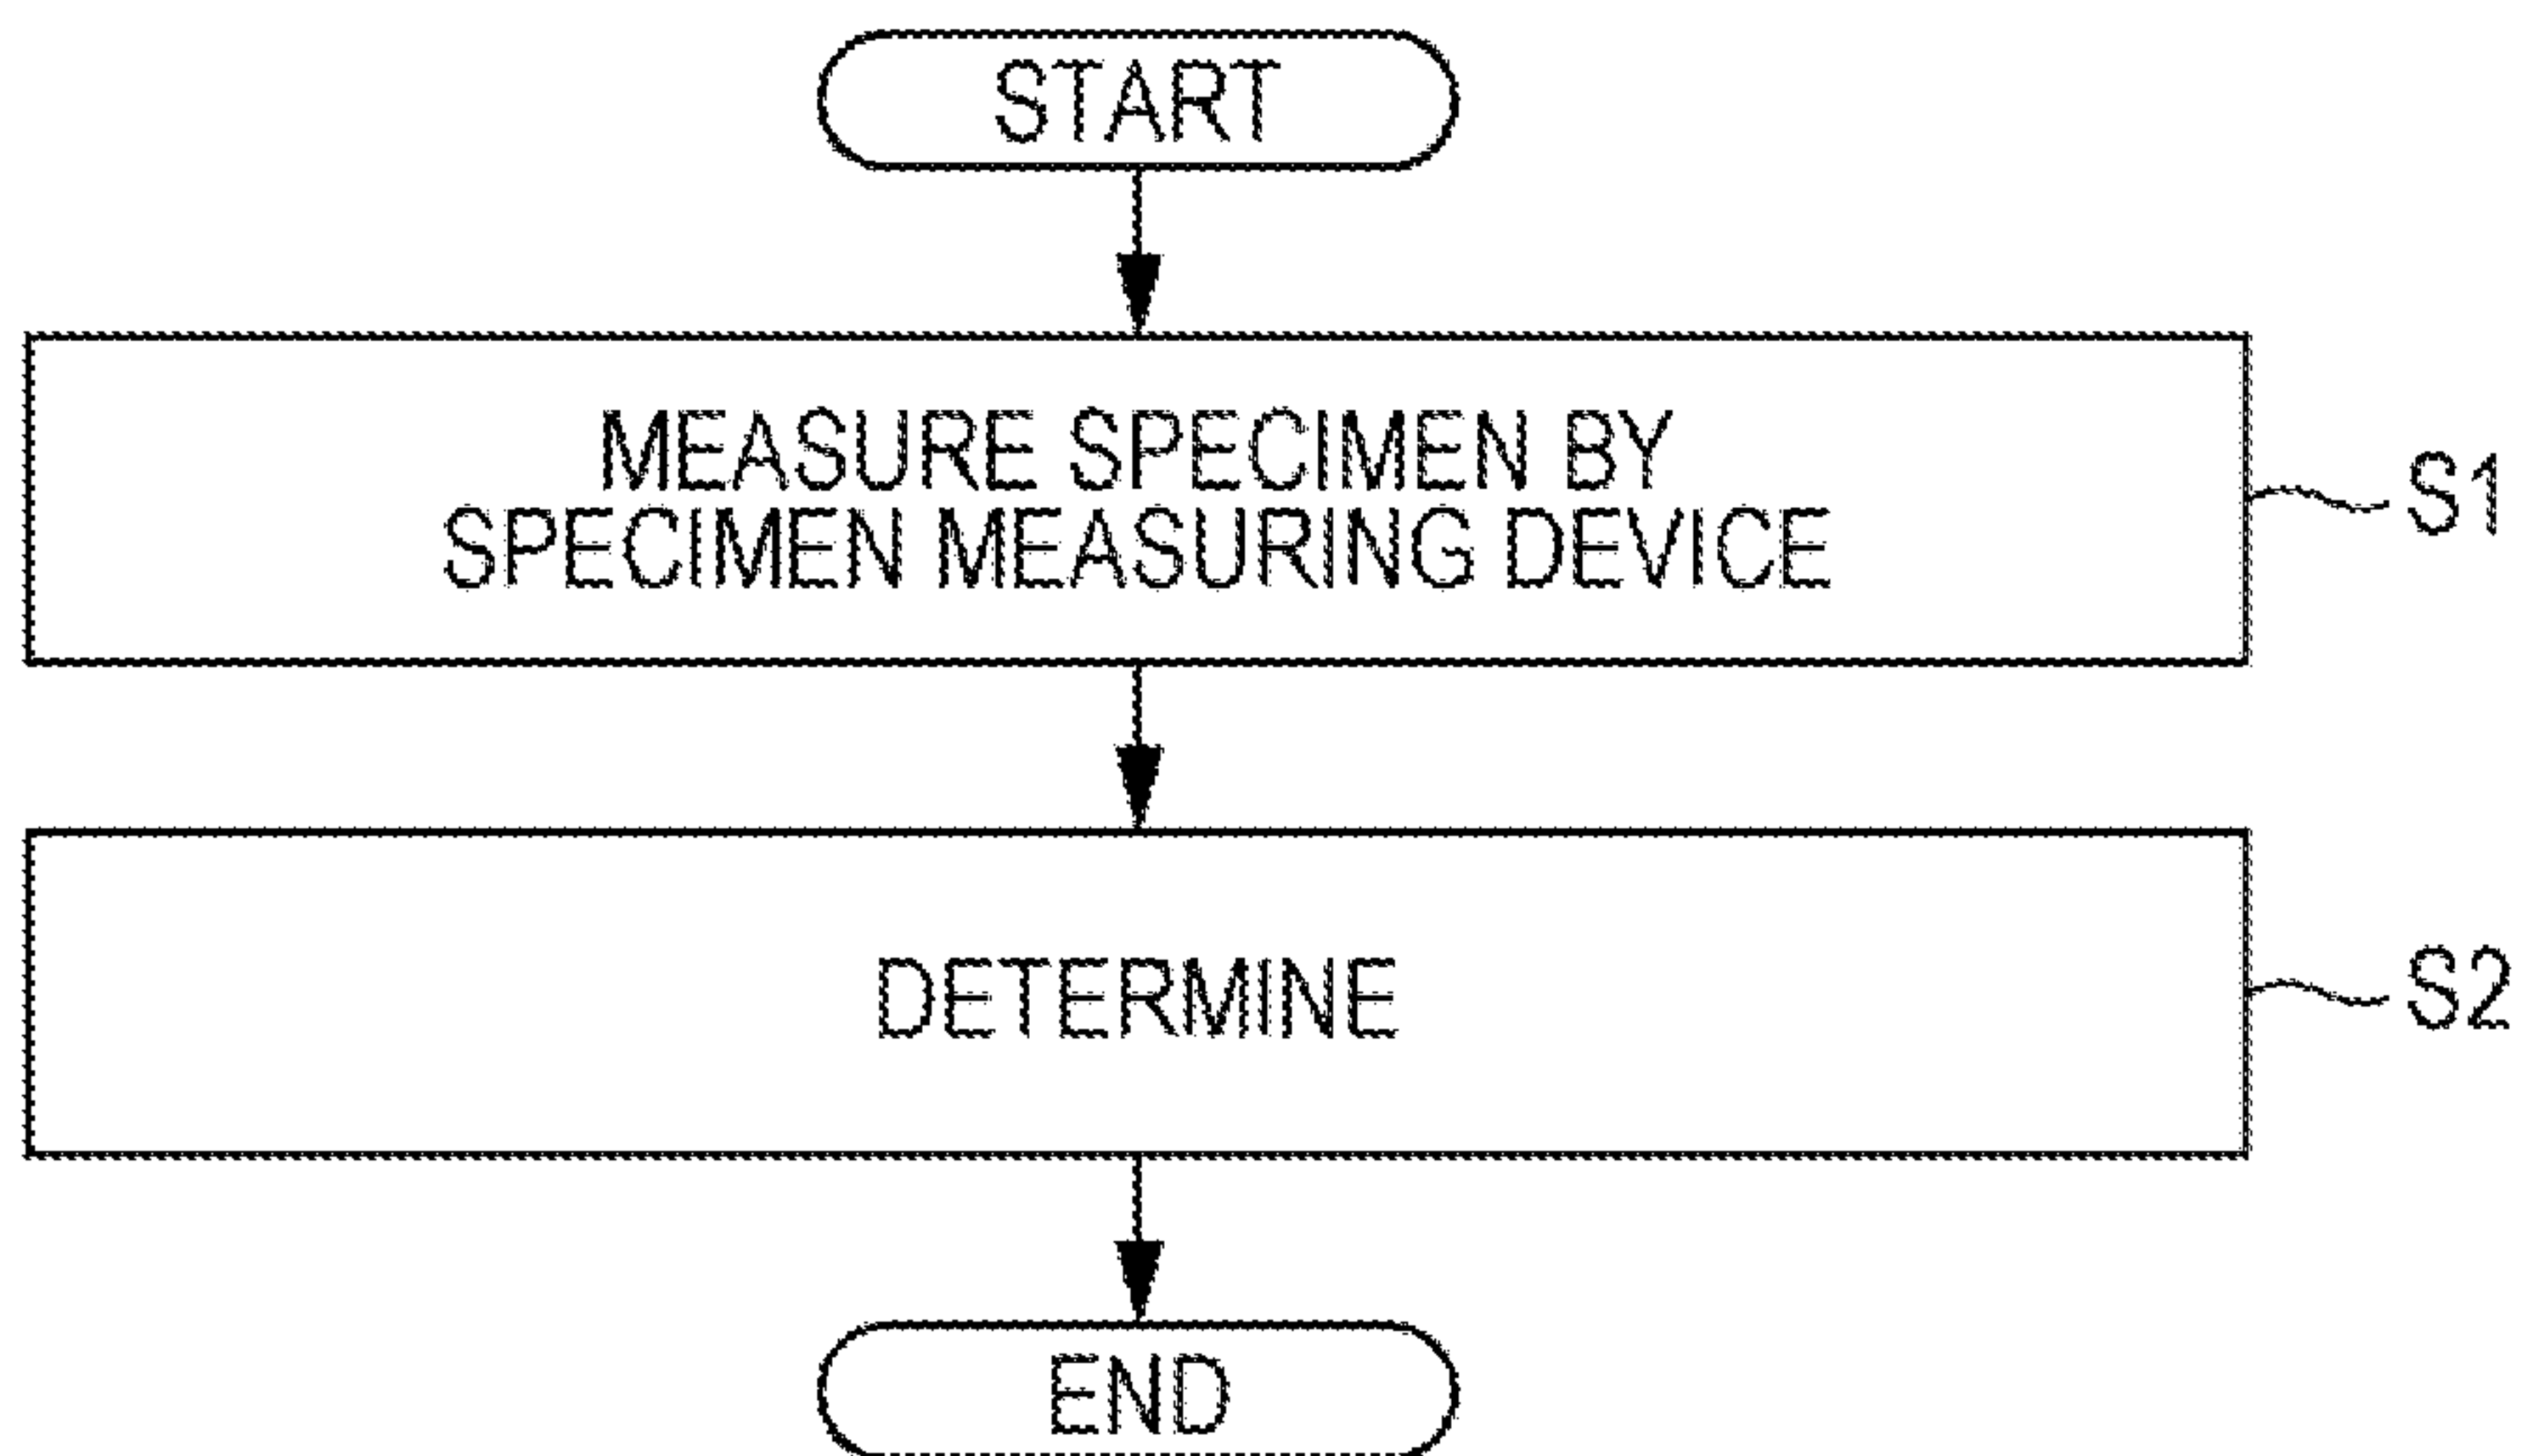 START
MEASURE SPECIMEN BY
SPECIMEN MEASURING DEVICE
S1
DETERMINE
S2
END